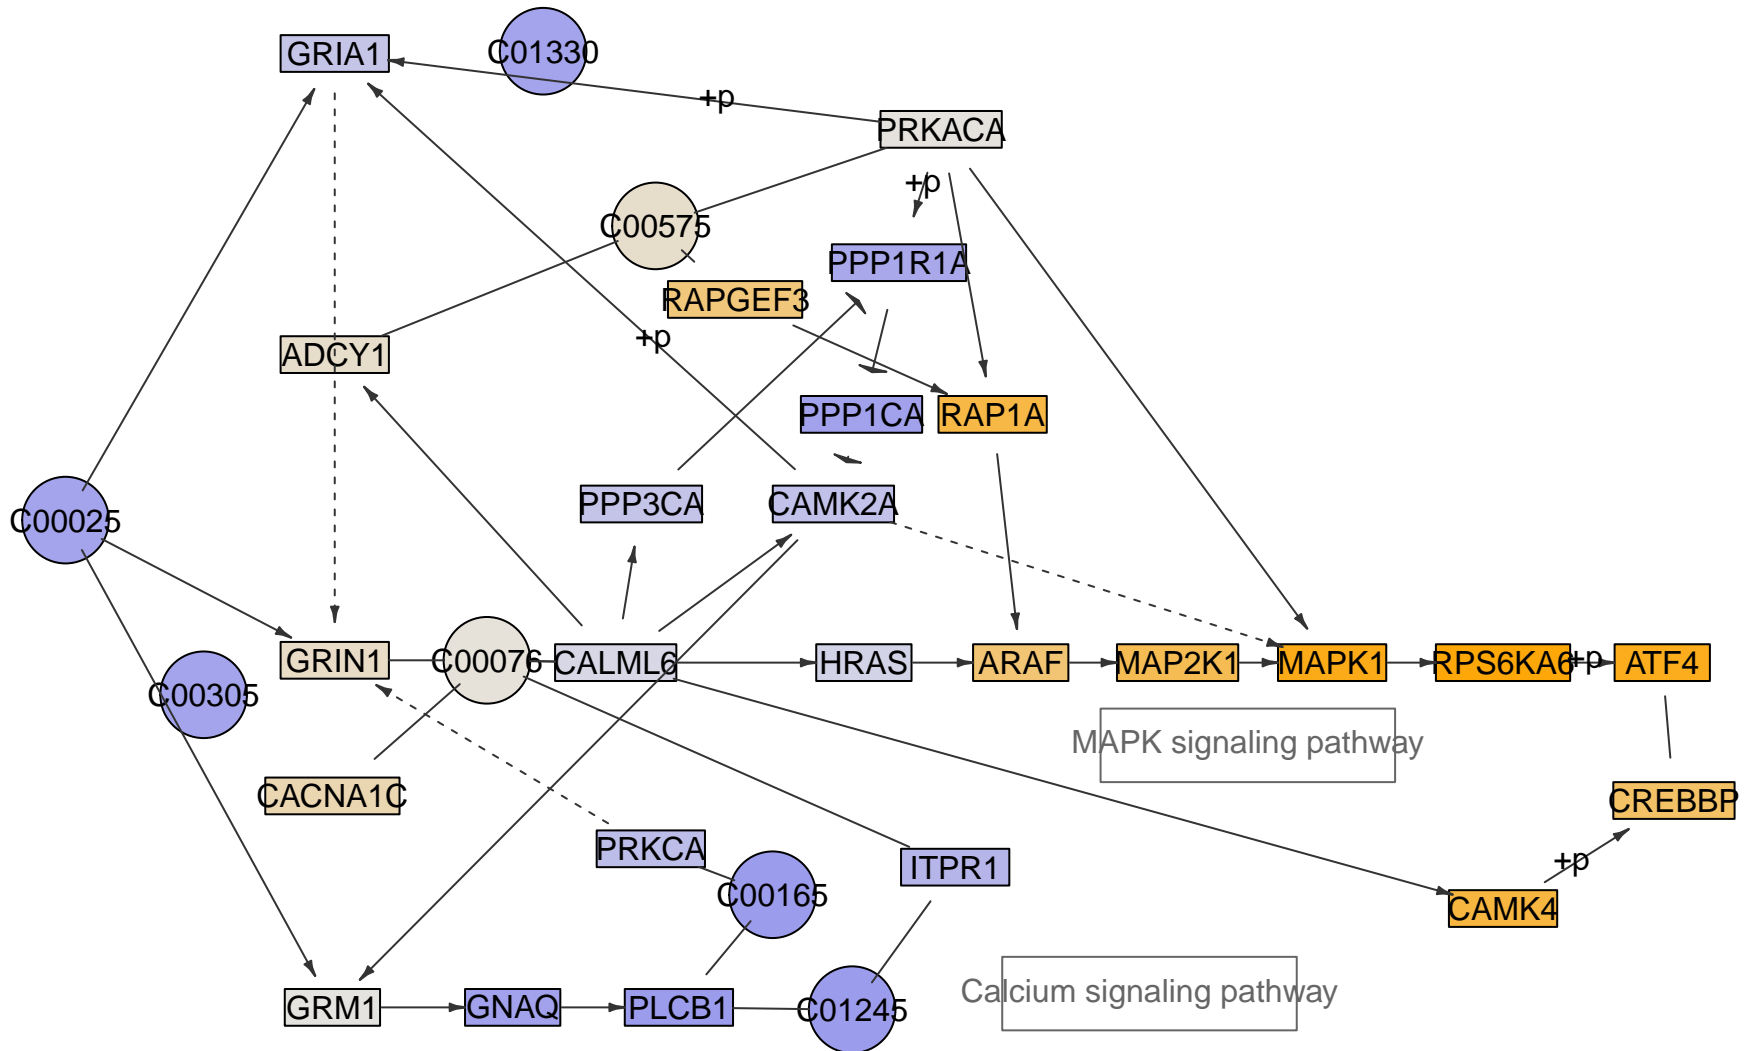 GRIA1
C01330
+p
PRKACA
+p
C00575
PPP1R1A
RAPGEF3
+p
ADCY1
PPP1CA
RAP1A
PPP3CA
CAMK2A
C00025
GRIN1
C00076
CALML6
HRAS
ARAF
MAP2K1
MAPK1
RPS6KA6
+p
ATF4
C00305
MAPK signaling pathway
CACNA1C
CREBBP
PRKCA
ITPR1
+p
C00165
CAMK4
Calcium signaling pathway
GRM1
GNAQ
PLCB1
C01245